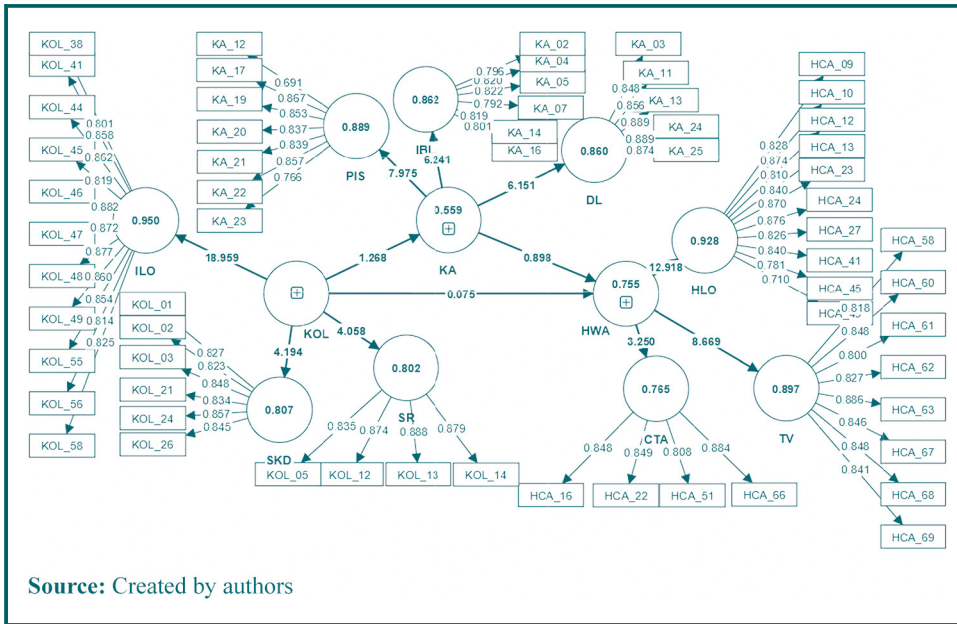 KOL_38
KOL_41
KOL_44
KOL_45
KOL_46
KOL_47
KOL_48
KOL_49
KOL_55
KOL_56
KOL_58
0.801
0.858
0.862
0.819
0.882
0.872
0.877
0.860
0.854
0.814
0.825
0.950
ILO
18.959
KA_12
KA_17
KA_19
KA_20
KA_21
KA_22
KA_23
0.691
0.867
0.853
0.837
0.839
0.857
0.766
0.889
PIS
7.975
KA_02
KA_04
KA_05
KA_07
KA_14
KA_16
0.796
0.820
0.822
0.792
0.819
0.801
0.862
6.241
KA_03
KA_11
KA_13
KA_24
KA_25
0.848
0.856
0.889
0.889
0.874
0.860
DL
6.151
0.559
KA
1.268
0.898
0.075
KOL
4.194
4.058
KOL_01
KOL_02
KOL_03
KOL_21
KOL_24
KOL_26
0.827
0.823
0.848
0.834
0.857
0.845
0.807
SKD
0.802
SR
0.835
0.874
0.888
0.879
KOL_05
KOL_12
KOL_13
KOL_14
0.755
HWA
12.918
3.250
8.669
0.928
HLO
0.828
0.874
0.810
0.840
0.870
0.876
0.826
0.840
0.781
0.710
HCA_09
HCA_10
HCA_12
HCA_13
HCA_23
HCA_24
HCA_27
HCA_41
HCA_45
0.765
CTA
0.848
0.849
0.808
0.884
HCA_16
HCA_22
HCA_51
HCA_66
0.897
TV
0.818
0.848
0.800
0.827
0.886
0.846
0.848
0.841
HCA_58
HCA_60
HCA_61
HCA_62
HCA_63
HCA_67
HCA_68
HCA_69
Source: Created by authors